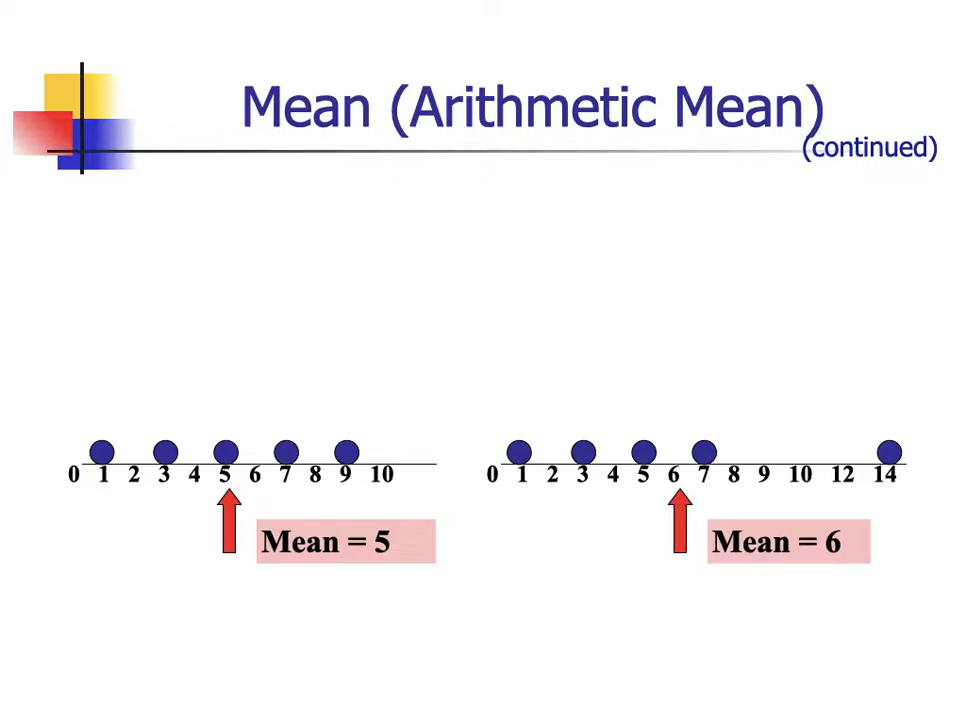 Mean (Arithmetic Mean)
(continued)
0 1 2 3 4 5 6 7 8 9 10
0 1 2 3 4 5 6 7 8 9 10 12 14
Mean = 5
Mean = 6